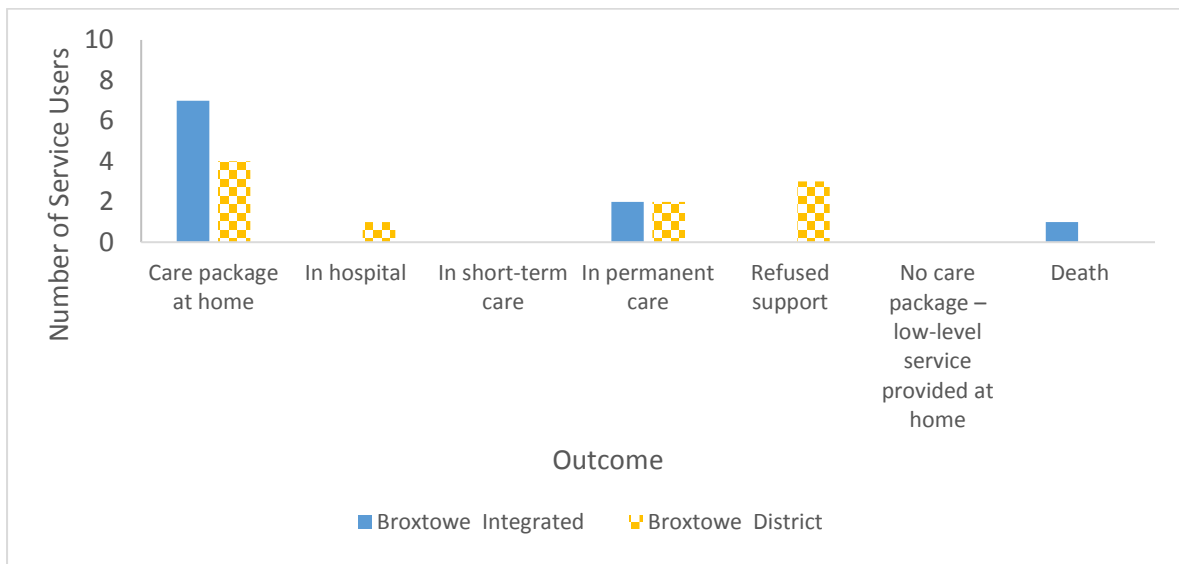 Number of Service Users
10
8
6
4
2
0
Care package
at home
In hospital
In short-term
care
In permanent
care
Refused
support
No care
package –
low-level
service
provided at
home
Death
Outcome
Broxtowe Integrated
Broxtowe District